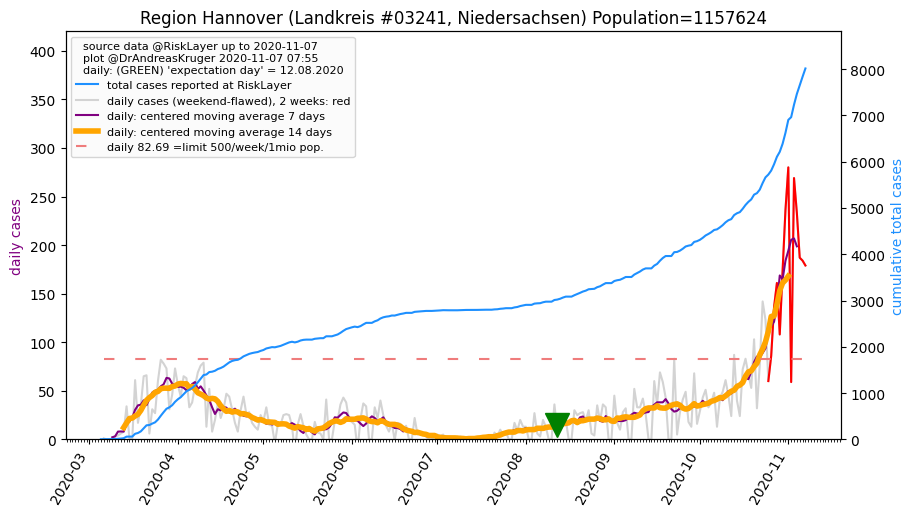 Region Hannover (Landkreis #03241, Niedersachsen) Population=1157624
source data @RiskLayer up to 2020-11-07
plot @DrAndreasKruger 2020-11-07 07:55
daily: (GREEN) 'expectation day' = 12.08.2020
total cases reported at RiskLayer
daily cases (weekend-flawed), 2 weeks: red
daily: centered moving average 7 days
daily: centered moving average 14 days
daily 82.69 =limit 500/week/1mio pop.
daily cases
400
350
300
250
200
150
100
50
0
cumulative total cases
8000
7000
6000
5000
4000
3000
2000
1000
0
2020-03
2020-04
2020-05
2020-06
2020-07
2020-08
2020-09
2020-10
2020-11